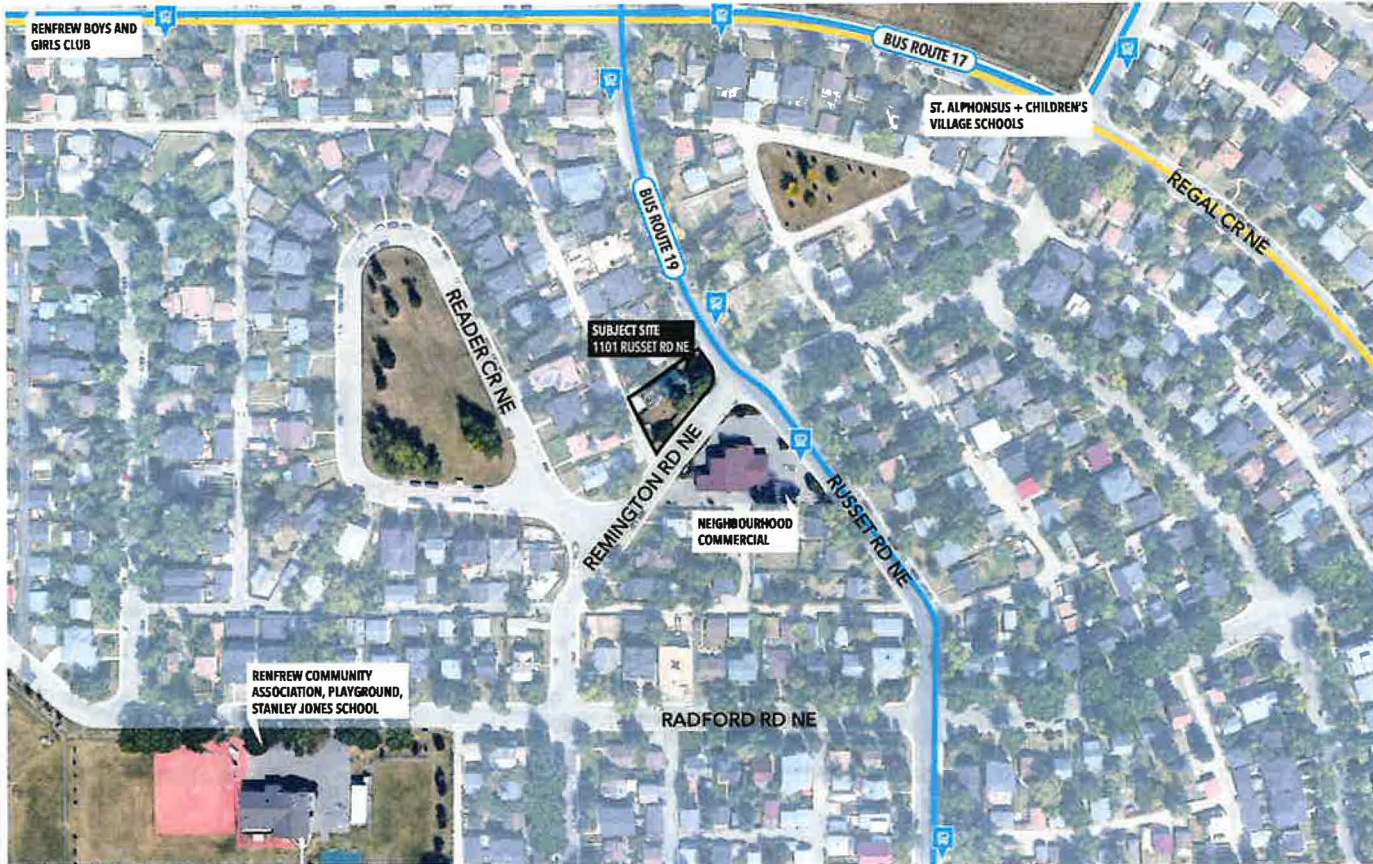 RENFREW BOYS AND
GIRLS CLUB
BUS ROUTE 17
ST. ALPHONSUS + CHILDREN'S
VILLAGE SCHOOLS
REGAL CR NE
BUS ROUTE 19
READER CR NE
SUBJECT SITE
1101 RUSSET RD NE
REMINGTON RD NE
NEIGHBOURHOOD
COMMERCIAL
RUSSET RD NE
RENFREW COMMUNITY
ASSOCIATION, PLAYGROUND,
STANLEY JONES SCHOOL
RADFORD RD NE